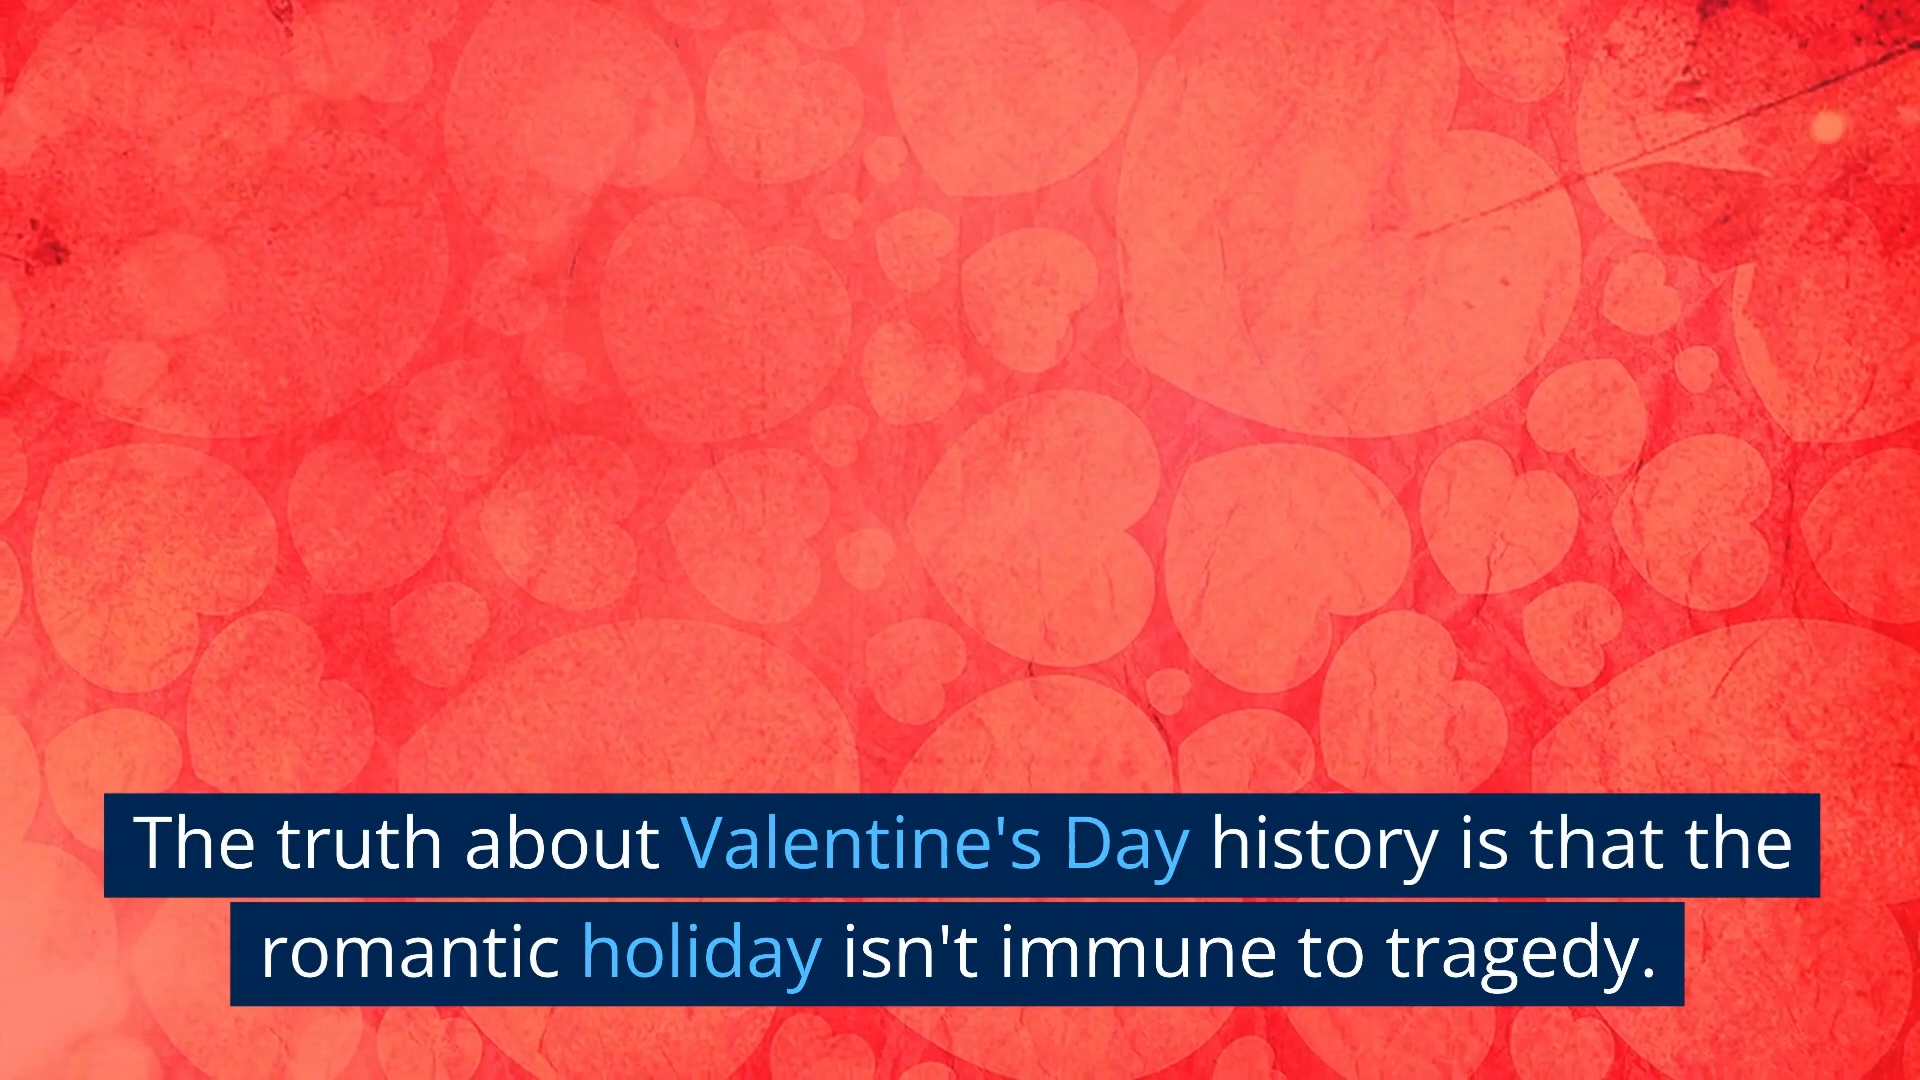 The truth about Valentine's Day history is that the
romantic holiday isn't immune to tragedy.